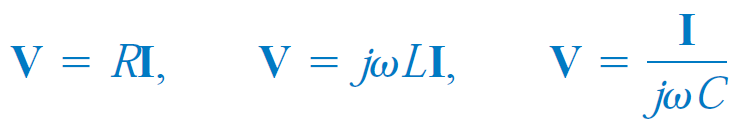 V = RI, V = jωLI, V = I / jωC